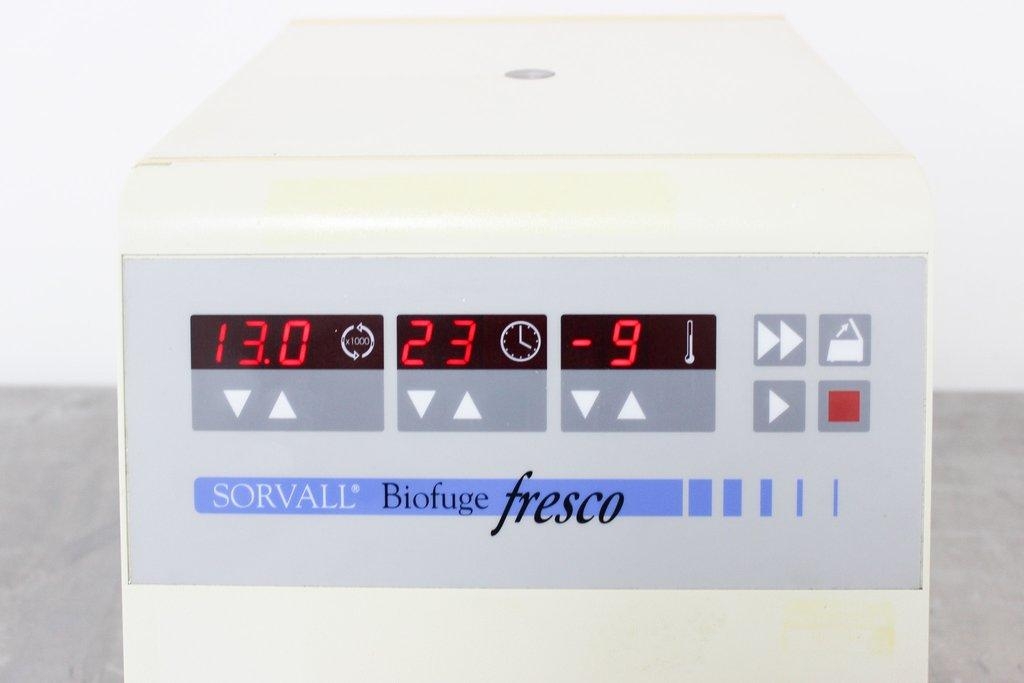 13.0 x1000 23 -9
SORVALL® Biofuge fresco